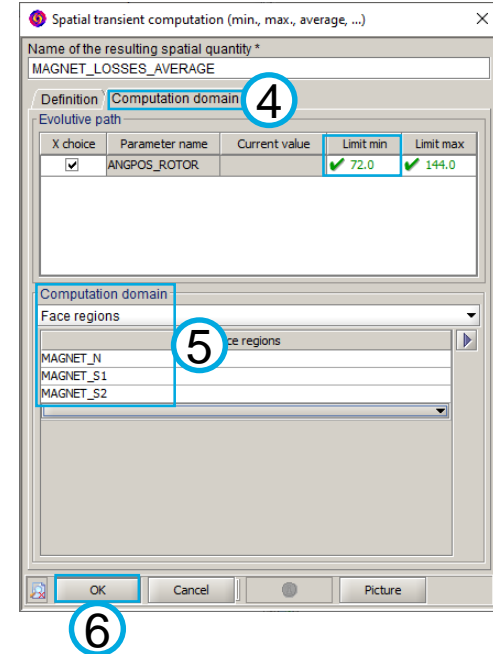 Spatial transient computation (min., max., average, ...)
Name of the resulting spatial quantity *
MAGNET_LOSSES_AVERAGE
Definition Computation domain 4
Evolutive path
X choice Parameter name Current value Limit min Limit max
ANGPOS_ROTOR 72.0 144.0
Computation domain
Face regions
5
ce regions
MAGNET_N
MAGNET_S1
MAGNET_S2
OK Cancel Picture
6